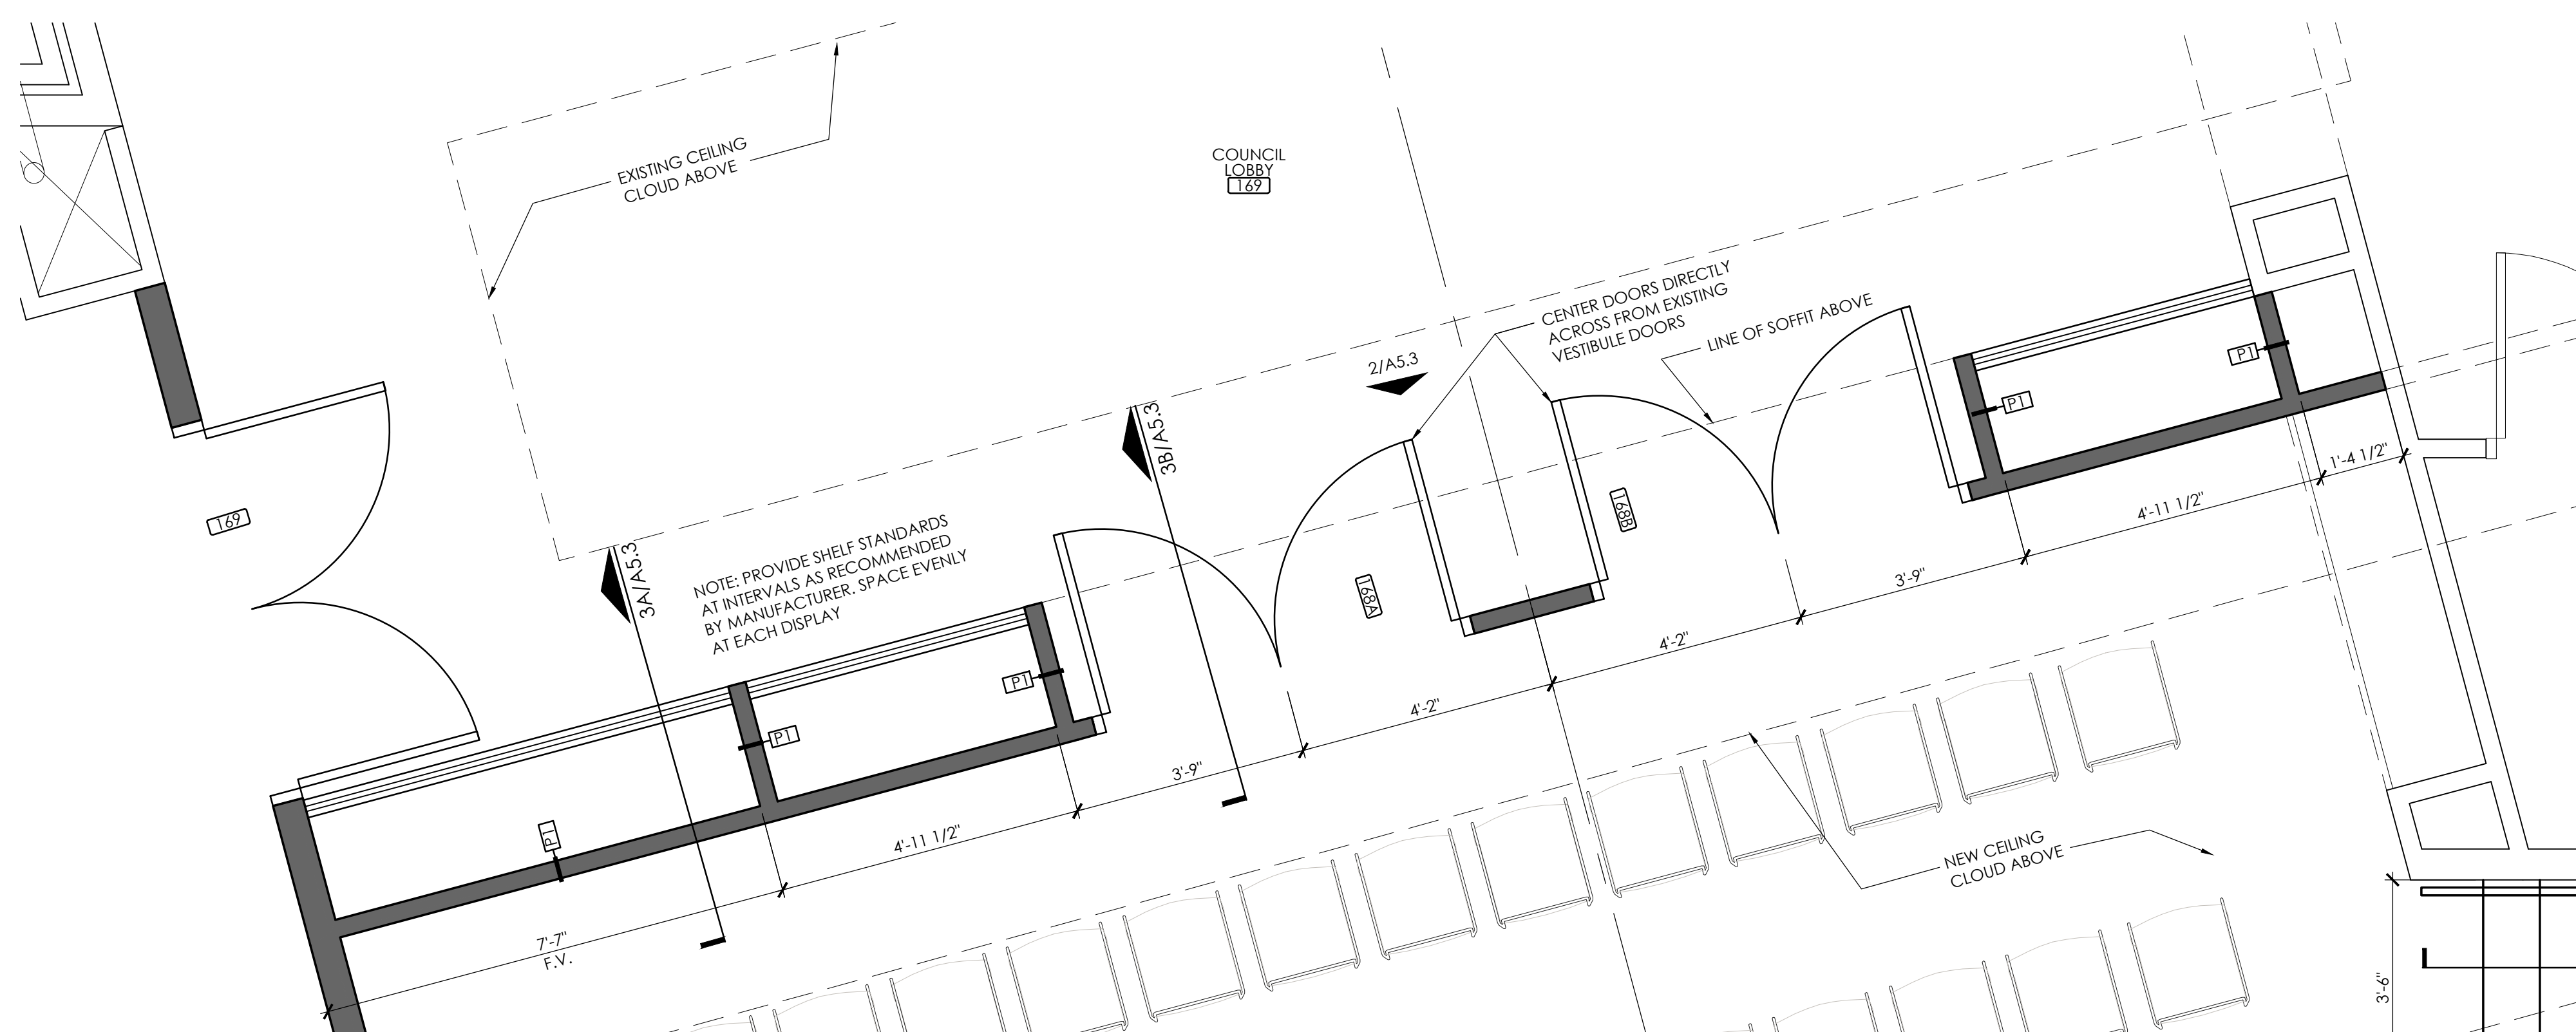 EXISTING CEILING
CLOUD ABOVE
COUNCIL
LOBBY
169
CENTER DOORS DIRECTLY
ACROSS FROM EXISTING
VESTIBULE DOORS
LINE OF SOFFIT ABOVE
2/A5.3
3B/A5.3
3A/A5.3
169
NOTE: PROVIDE SHELF STANDARDS
AT INTERVALS AS RECOMMENDED
BY MANUFACTURER. SPACE EVENLY
AT EACH DISPLAY
168A
168B
P1
P1
P1
P1
P1
1'-4 1/2"
4'-11 1/2"
3'-9"
4'-2"
4'-2"
3'-9"
4'-11 1/2"
7'-7"
F.V.
NEW CEILING
CLOUD ABOVE
3'-6"